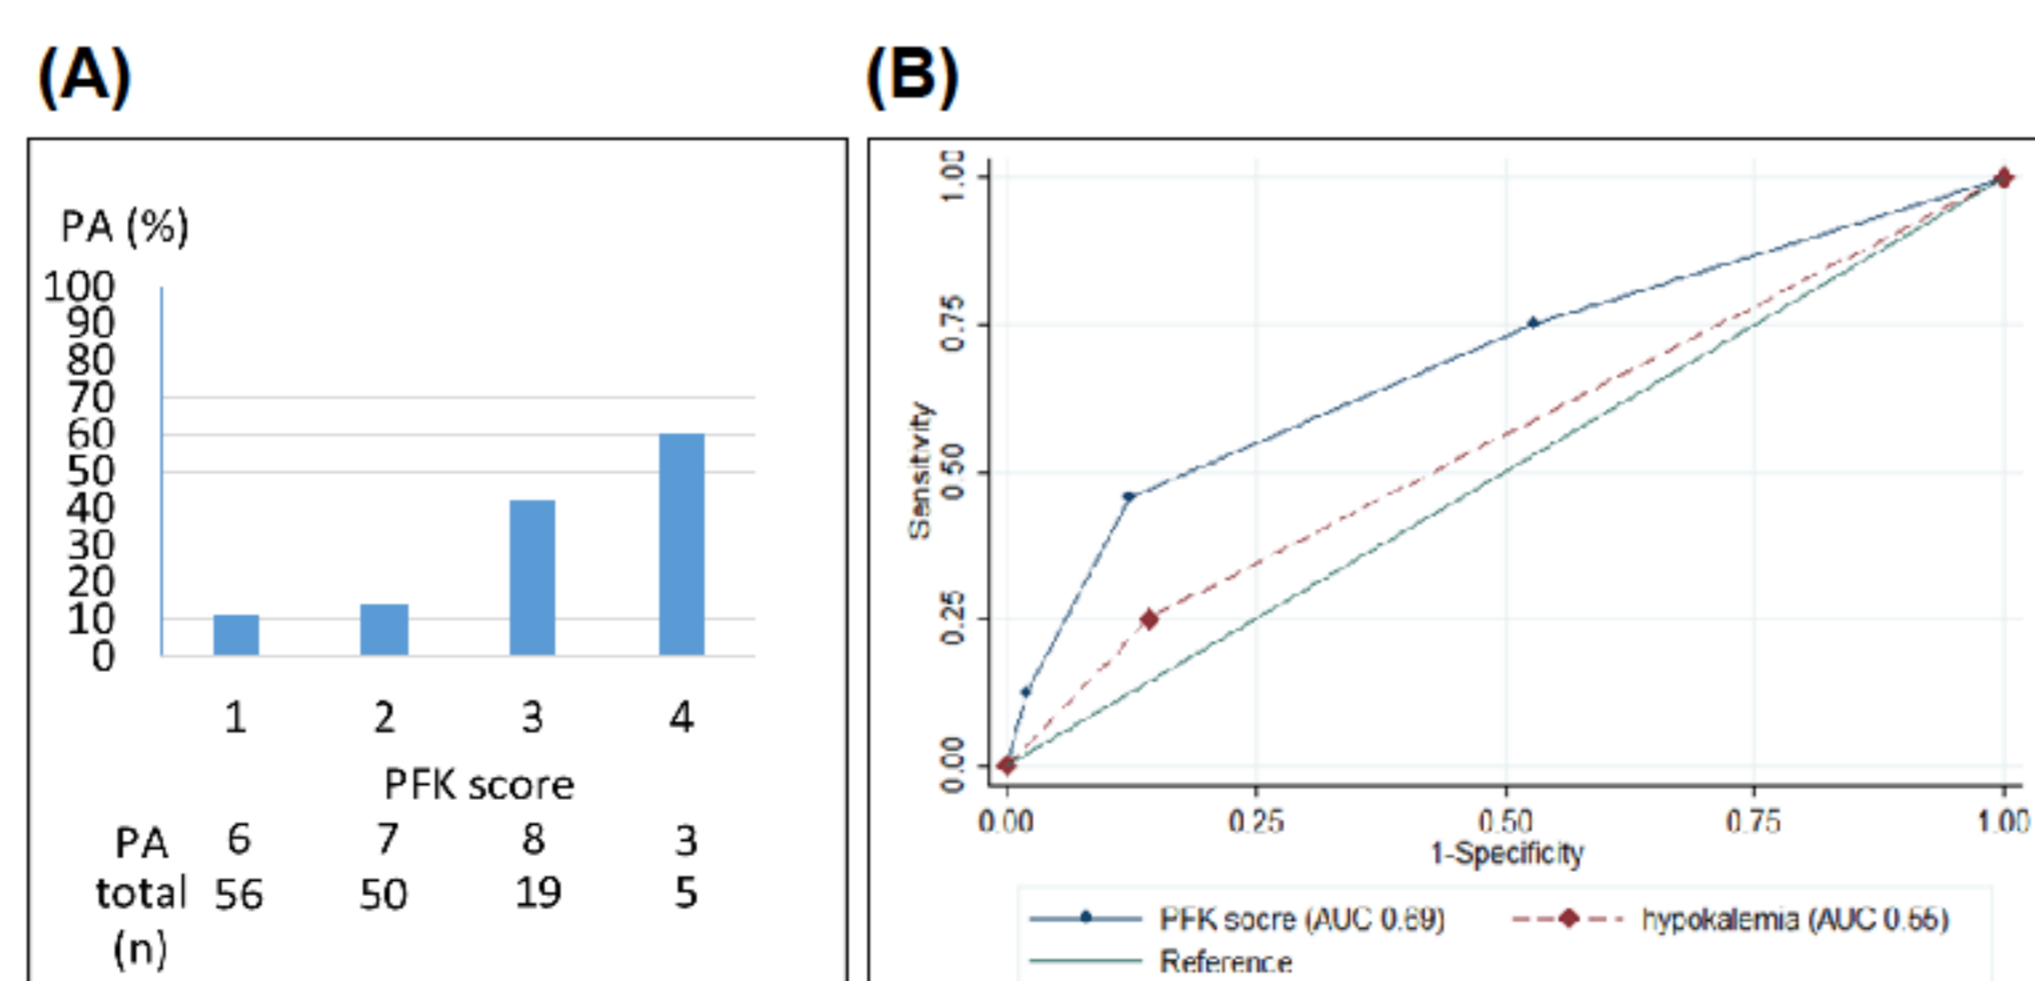 (A)
PA (%)
100
90
80
70
60
50
40
30
20
10
0
1 2 3 4
PFK score
PA 6 7 8 3
total 56 50 19 5
(n)
(B)
Sensitivity
1.00
0.75
0.50
0.25
0.00
0.00 0.25 0.50 0.75 1.00
1-Specificity
PFK socre (AUC 0.69) hypokalemia (AUC 0.55)
Reference